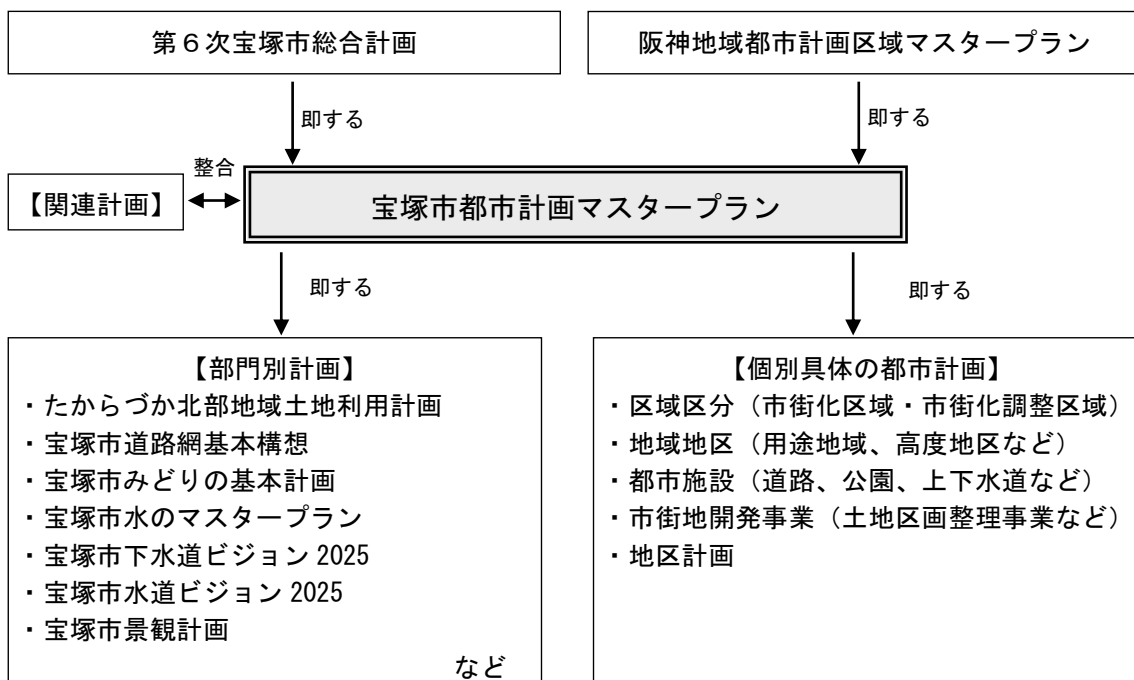 第６次宝塚市総合計画
阪神地域都市計画区域マスタープラン
即する
即する
整合
【関連計画】
宝塚市都市計画マスタープラン
即する
即する
【部門別計画】
・たからづか北部地域土地利用計画
・宝塚市道路網基本構想
・宝塚市みどりの基本計画
・宝塚市水のマスタープラン
・宝塚市下水道ビジョン 2025
・宝塚市水道ビジョン 2025
・宝塚市景観計画
など
【個別具体の都市計画】
・区域区分（市街化区域・市街化調整区域）
・地域地区（用途地域、高度地区など）
・都市施設（道路、公園、上下水道など）
・市街地開発事業（土地区画整理事業など）
・地区計画